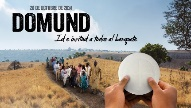 20 DE OCTUBRE DE 2024
DOMUND
Id e invitad a todos al banquete